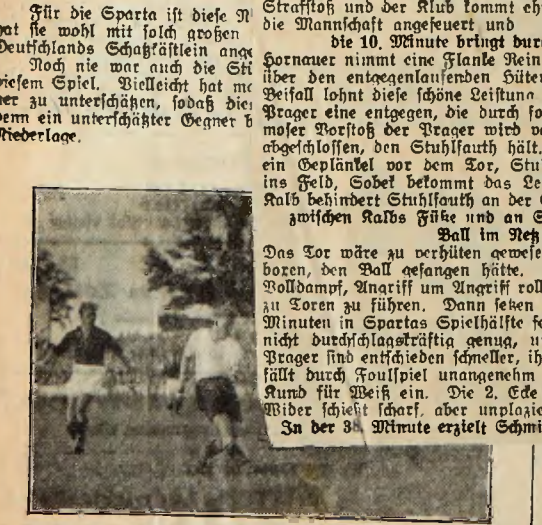 Für die Sparta ist diese N
hat sie wohl mit solch großen
Deutschlands Schatzkästlein ange
Noch nie war auch die Sti
diesem Spiel. Vielleicht hat mo
ner zu unterschätzen, sodaß die
denn ein unterschätzter Gegner b
Niederlage.
Strafstoß und der Klub kommt eh
die Mannschaft angefeuert und
die 10. Minute bringt dur
Hornauer nimmt eine Flanke Rein
über den entgegenlaufenden Hüter
Beifall lohnt diese schöne Leistung
Prager eine entgegen, die durch fo
moser Vorstoß der Prager wird v
abgeschlossen, den Stuhlfauth hält.
ein Geplänkel vor dem Tor, Stu
ins Feld, Sobek bekommt das Le
Kalb behindert Stuhlfauth an der
zwischen Kalbs Füße und an S
Ball im Netz
Das Tor wäre zu verhüten gewese
boren, den Ball gefangen hätte.
Volldampf, Angriff um Angriff roll
zu Toren zu führen. Dann setzen
Minuten in Spartas Spielhälfte fe
nicht durchschlagskräftig genug, u
Prager sind entschieden schneller, ih
fällt durch Foulspiel unangenehm
Kund für Weiß ein. Die 2. Ecke
Wider schießt scharf, aber unplazie
In der 38. Minute erzielt Schmi